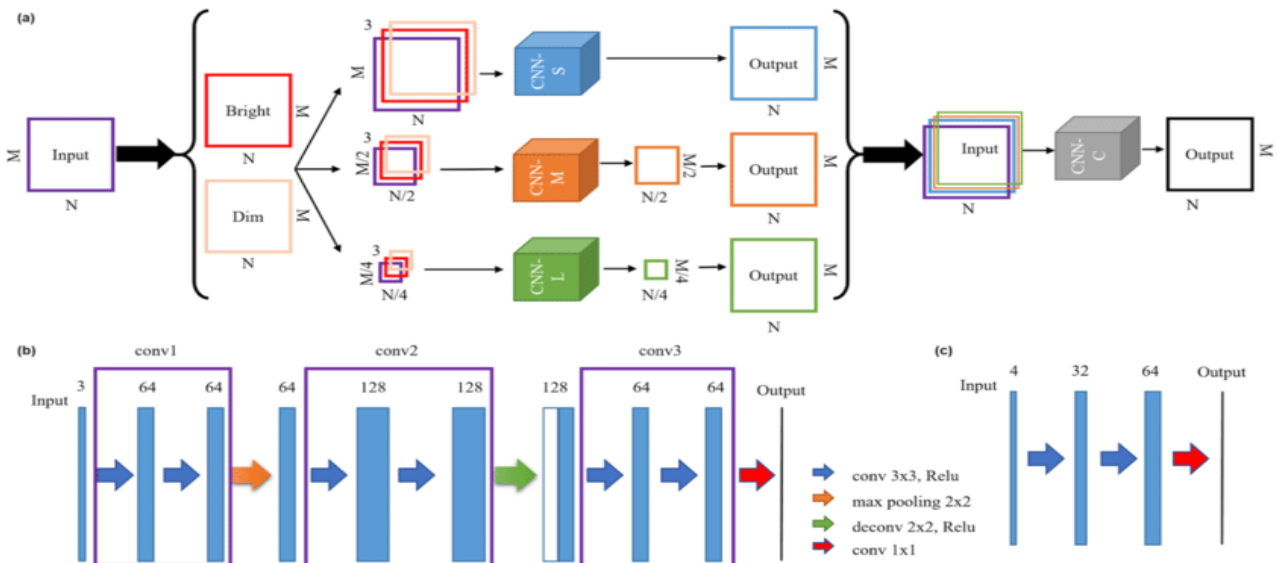 (a)
3
M
N
CNN-S
Output
M
N
Bright
M
N
M
Input
N
Dim
M
N
3
M/2
N/2
CNN-M
M/2
N/2
Output
M
N
3
M/4
N/4
CNN-L
M/4
N/4
Output
M
N
Input
N
CNN-C
Output
M
N
(b)
conv1
conv2
conv3
Input
3
64
64
64
128
128
128
64
64
Output
conv 3x3, Relu
max pooling 2x2
deconv 2x2, Relu
conv 1x1
(c)
Input
4
32
64
Output